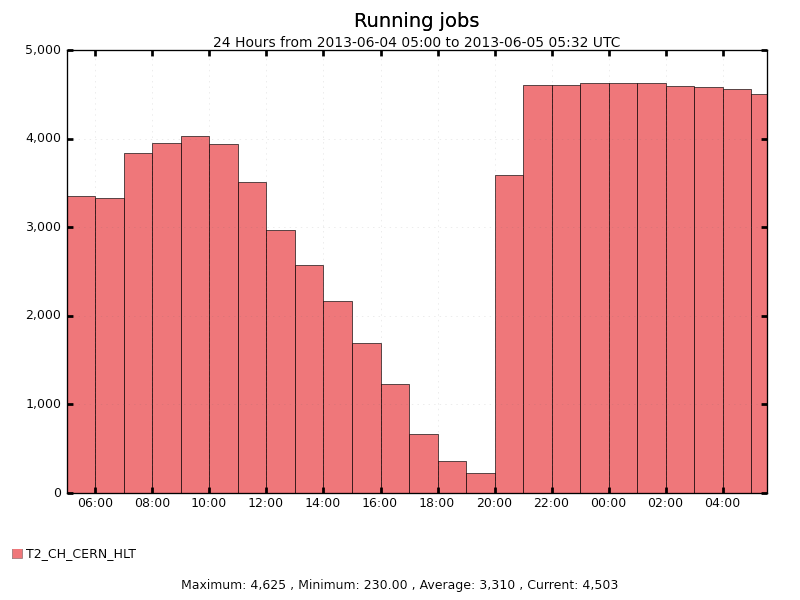 Running jobs
24 Hours from 2013-06-04 05:00 to 2013-06-05 05:32 UTC
5,000
4,000
3,000
2,000
1,000
0
06:00 08:00 10:00 12:00 14:00 16:00 18:00 20:00 22:00 00:00 02:00 04:00
T2_CH_CERN_HLT
Maximum: 4,625 , Minimum: 230.00 , Average: 3,310 , Current: 4,503